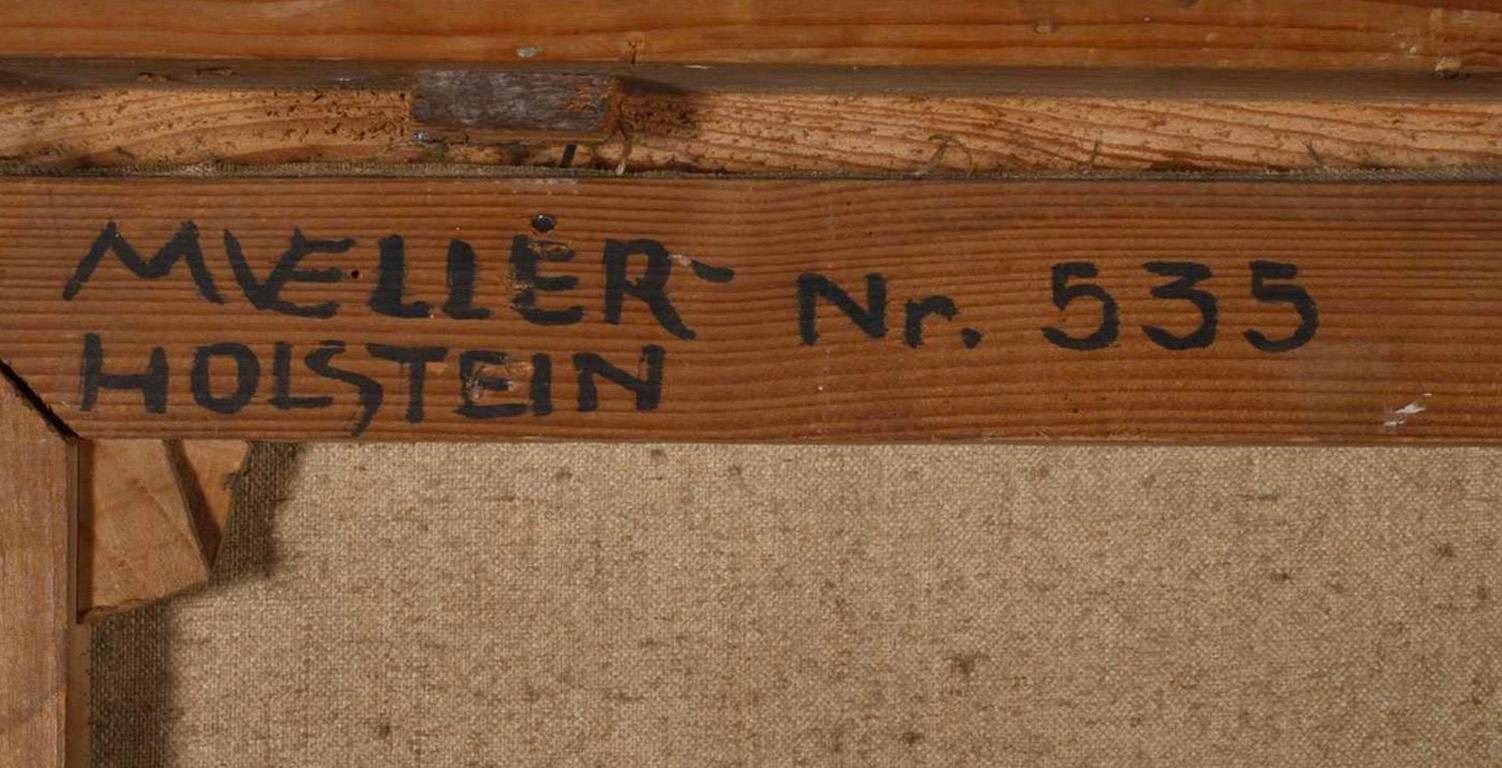 MVELLER-
HOLSTEIN
Nr. 535